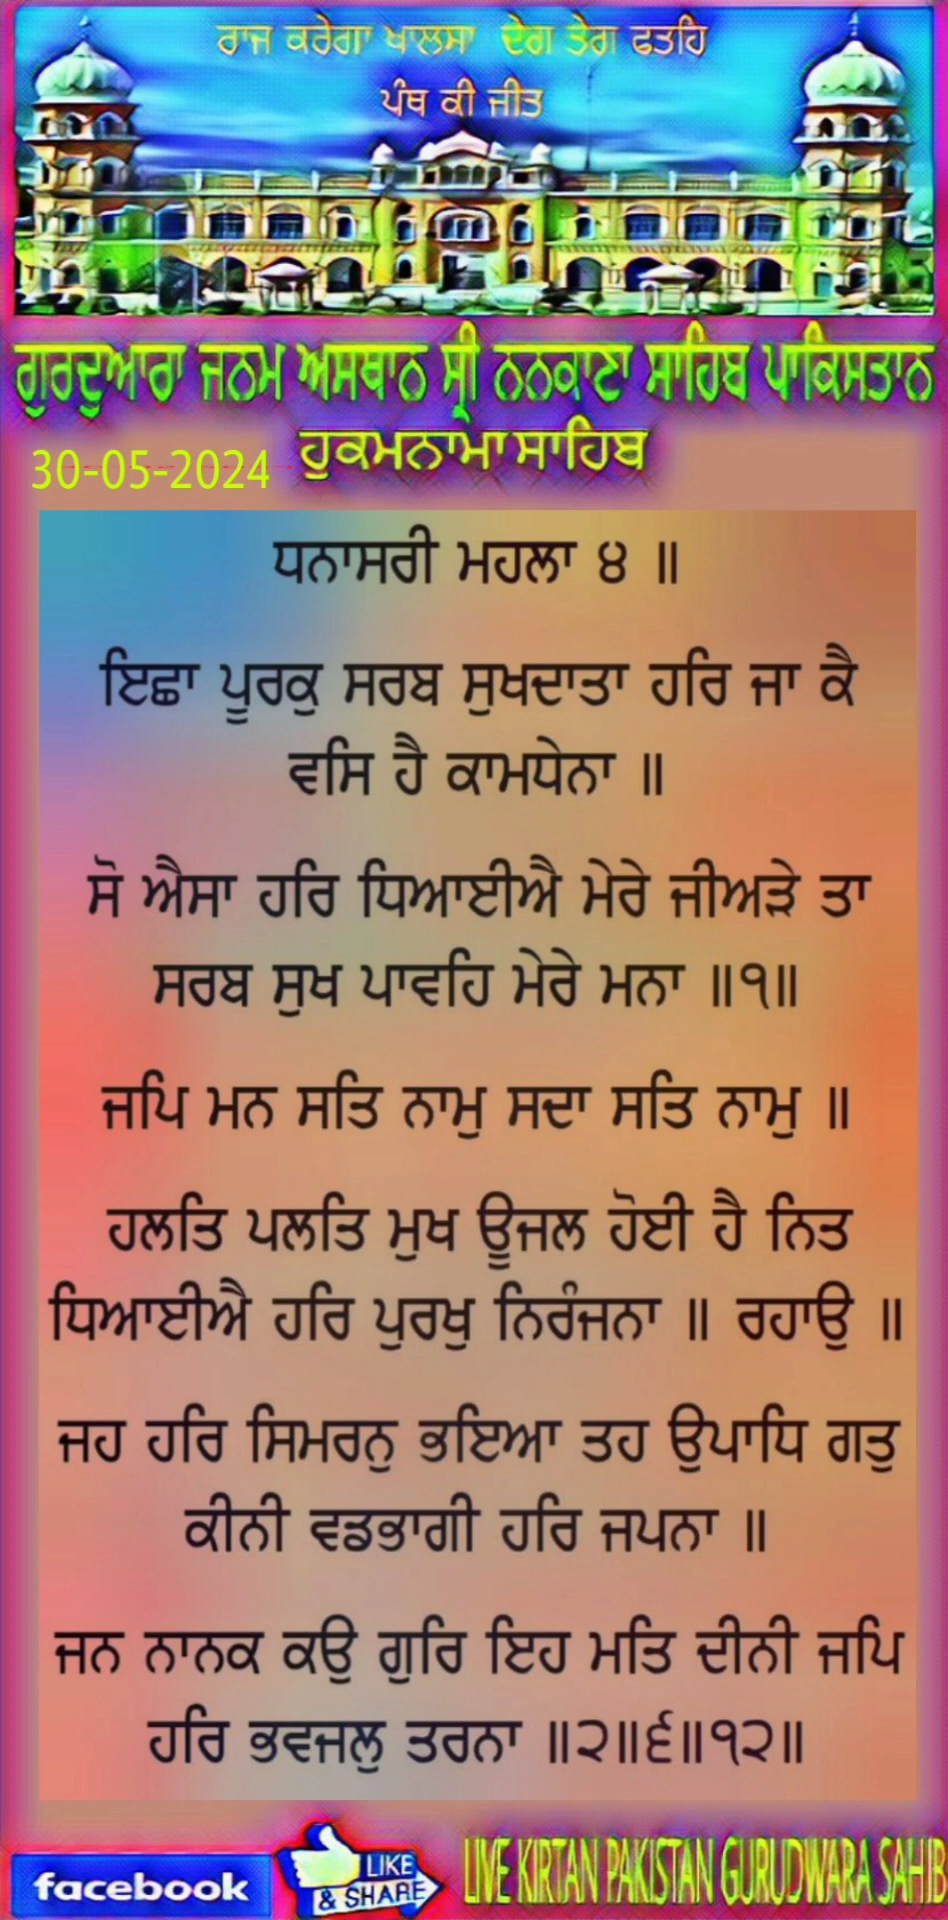 ਰਾਜ ਕਰੇਗਾ ਖਾਲਸਾ ਦੇਗ ਤੇਗ ਫਤਹਿ
ਪੰਥ ਕੀ ਜੀਤ
ਗੁਰਦੁਆਰਾ ਜਨਮ ਅਸਥਾਨ ਸ੍ਰੀ ਨਨਕਾਣਾ ਸਾਹਿਬ ਪਾਕਿਸਤਾਨ
30-05-2024 ਹੁਕਮਨਾਮਾ ਸਾਹਿਬ
ਧਨਾਸਰੀ ਮਹਲਾ ੪ ॥
ਇਛਾ ਪੂਰਕੁ ਸਰਬ ਸੁਖਦਾਤਾ ਹਰਿ ਜਾ ਕੈ
ਵਸਿ ਹੈ ਕਾਮਧੇਨਾ ॥
ਸੋ ਐਸਾ ਹਰਿ ਧਿਆਈਐ ਮੇਰੇ ਜੀਅੜੇ ਤਾ
ਸਰਬ ਸੁਖ ਪਾਵਹਿ ਮੇਰੇ ਮਨਾ ॥੧॥
ਜਪਿ ਮਨ ਸਤਿ ਨਾਮੁ ਸਦਾ ਸਤਿ ਨਾਮੁ ॥
ਹਲਤਿ ਪਲਤਿ ਮੁਖ ਊਜਲ ਹੋਈ ਹੈ ਨਿਤ
ਧਿਆਈਐ ਹਰਿ ਪੁਰਖੁ ਨਿਰੰਜਨਾ ॥ ਰਹਾਉ ॥
ਜਹ ਹਰਿ ਸਿਮਰਨੁ ਭਇਆ ਤਹ ਉਪਾਧਿ ਗਤੁ
ਕੀਨੀ ਵਡਭਾਗੀ ਹਰਿ ਜਪਨਾ ॥
ਜਨ ਨਾਨਕ ਕਉ ਗੁਰਿ ਇਹ ਮਤਿ ਦੀਨੀ ਜਪਿ
ਹਰਿ ਭਵਜਲੁ ਤਰਨਾ ॥੨॥੬॥੧੨॥
facebook LIKE
& SHARE LIVE KIRTAN PAKISTAN GURUDWARA SAHIB